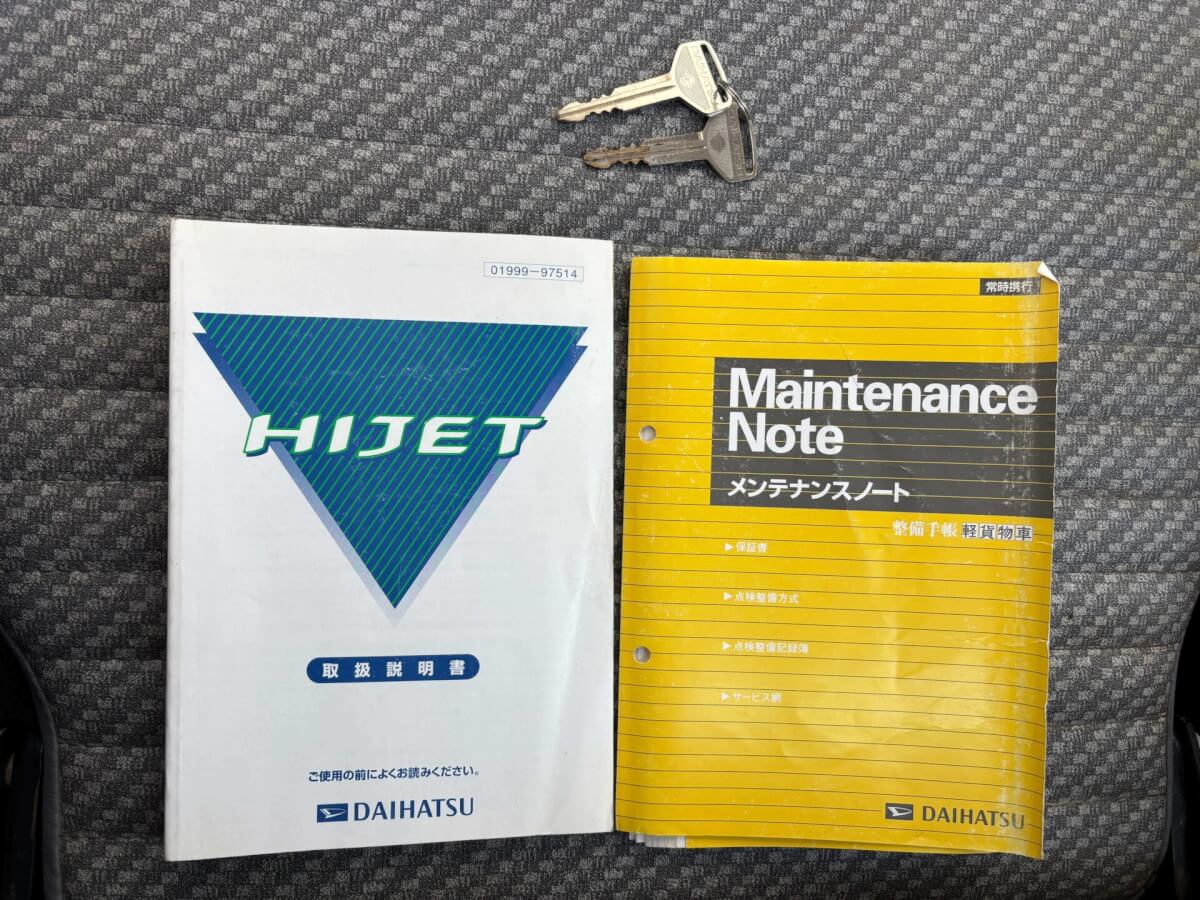 01999-97514
HIJET
取扱説明書
ご使用の前によくお読みください。
DAIHATSU
常時携行
Maintenance
Note
メンテナンスノート
整備手帳 軽貨物車
▶保証書
▶点検整備方式
▶点検整備記録簿
▶サービス網
DAIHATSU